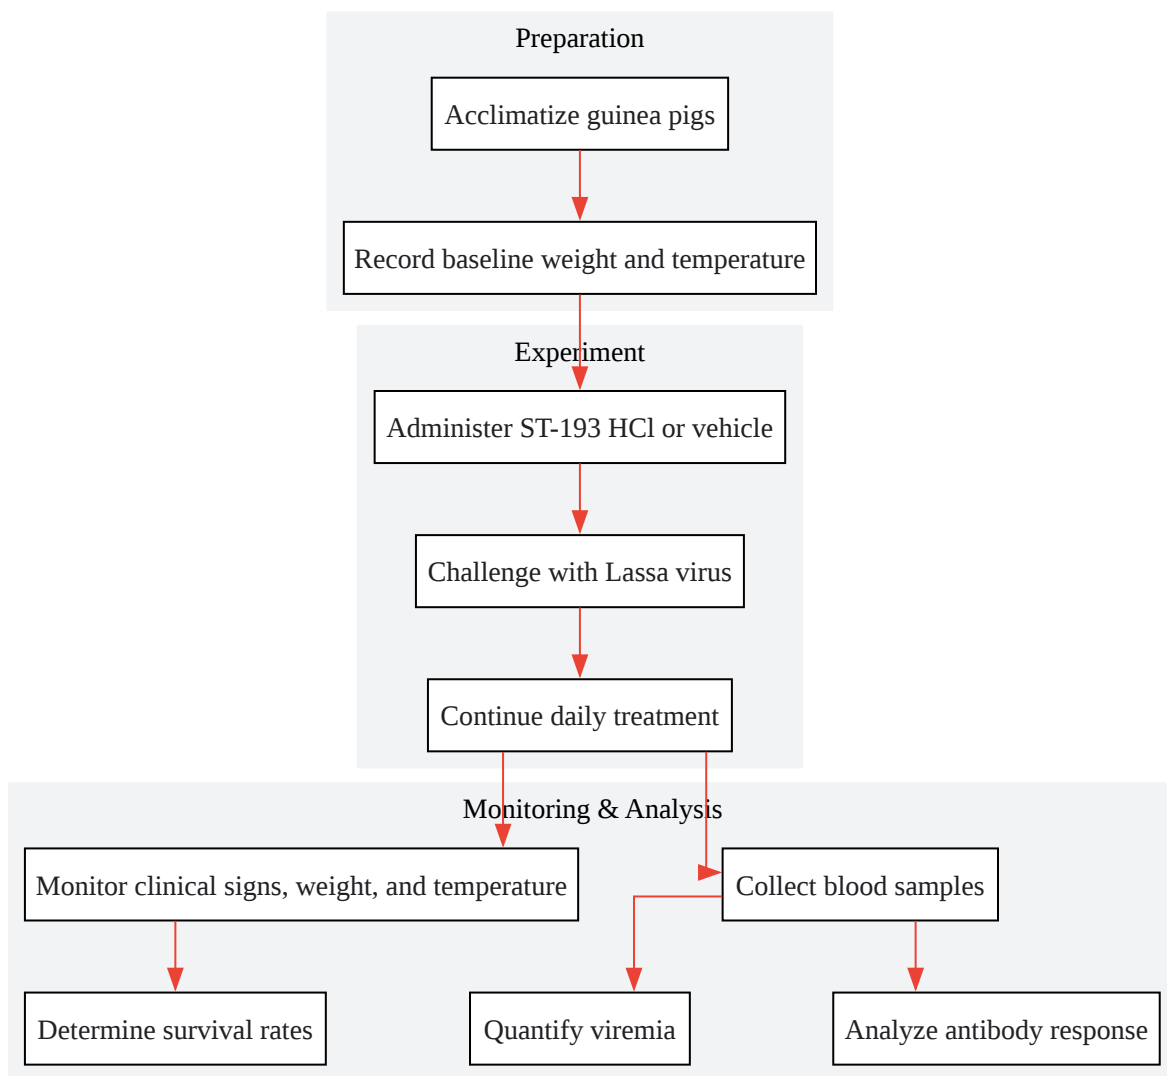 Preparation
Acclimatize guinea pigs
Record baseline weight and temperature
Experiment
Administer ST-193 HCl or vehicle
Challenge with Lassa virus
Continue daily treatment
Monitoring & Analysis
Monitor clinical signs, weight, and temperature
Collect blood samples
Determine survival rates
Quantify viremia
Analyze antibody response